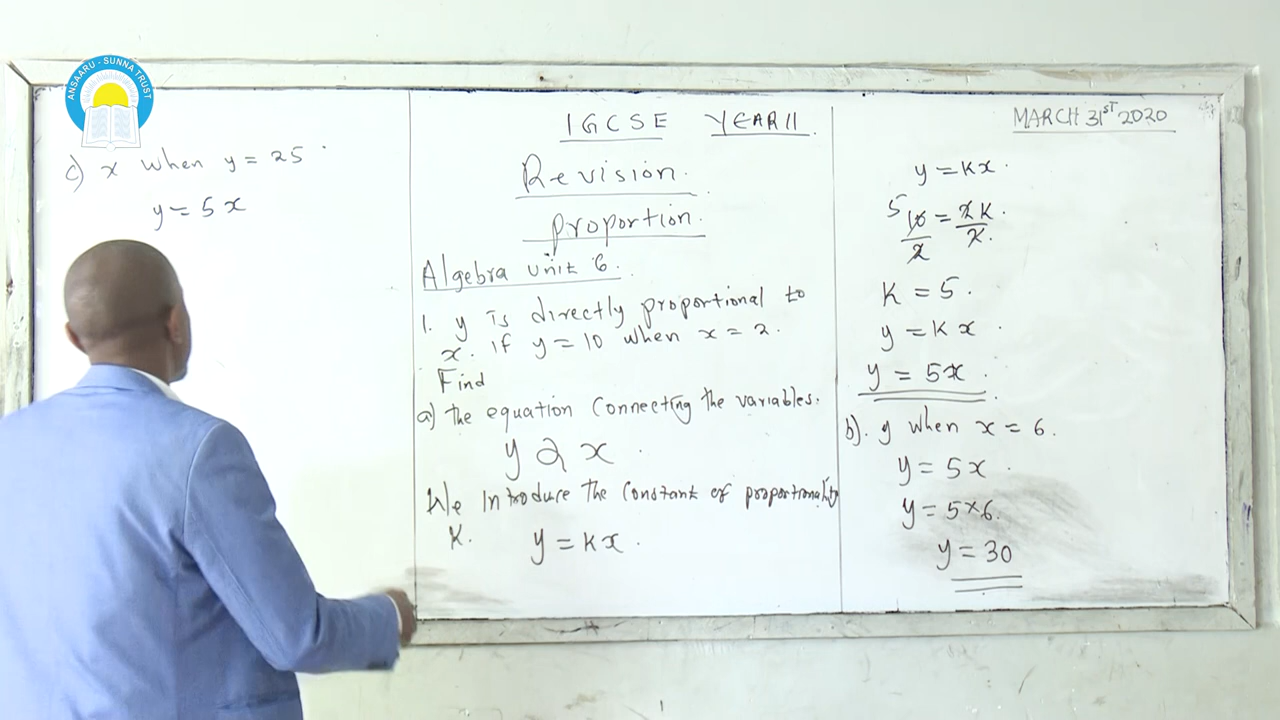 ANSAARU - SUNNA TRUST
c) x when y = 25
y = 5x
IGCSE YEAR 11.
Revision.
proportion.
Algebra unit 6.
1. y is directly proportional to
x. if y = 10 when x = 2.
Find
a) the equation connecting the variables.
y ∝ x.
We Introduce the constant of proportionality
K. y = kx.
MARCH 31ST 2020
y = kx.
5 10/2 = 2K/2.
K = 5.
y = kx.
y = 5x.
b). y when x = 6.
y = 5x.
y = 5×6.
y = 30